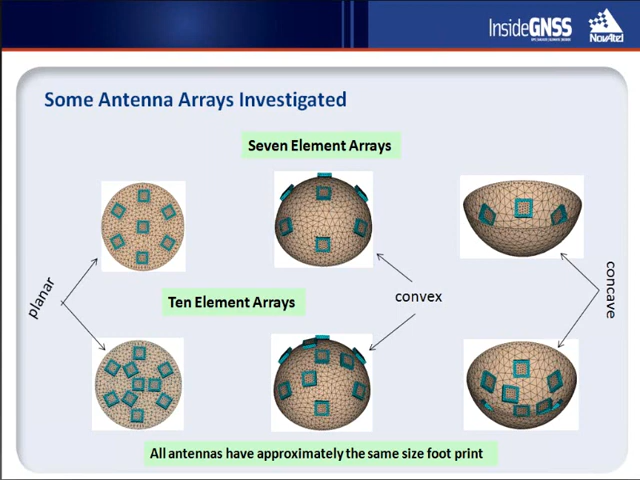 InsideGNSS
NovAtel
Some Antenna Arrays Investigated
Seven Element Arrays
planar
Ten Element Arrays
convex
concave
All antennas have approximately the same size foot print